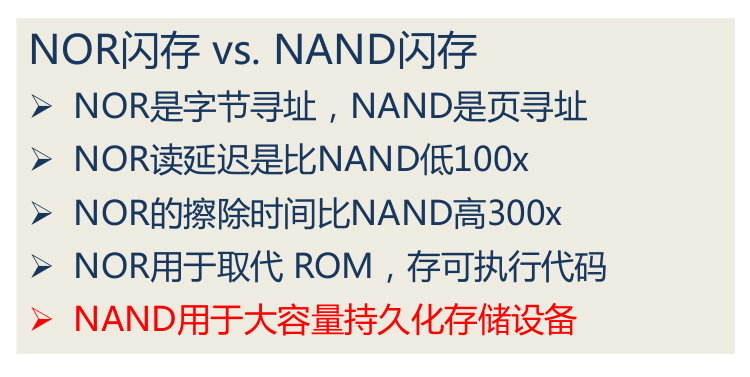 NOR闪存 vs. NAND闪存
➢ NOR是字节寻址，NAND是页寻址
➢ NOR读延迟是比NAND低100x
➢ NOR的擦除时间比NAND高300x
➢ NOR用于取代 ROM，存可执行代码
➢ NAND用于大容量持久化存储设备